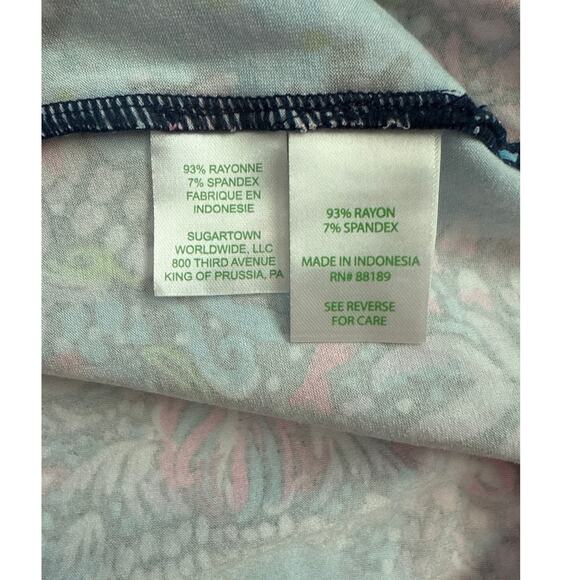 93% RAYONNE
7% SPANDEX
FABRIQUE EN
INDONESIE
SUGARTOWN
WORLDWIDE, LLC
800 THIRD AVENUE
KING OF PRUSSIA, PA
93% RAYON
7% SPANDEX
MADE IN INDONESIA
RN# 88189
SEE REVERSE
FOR CARE